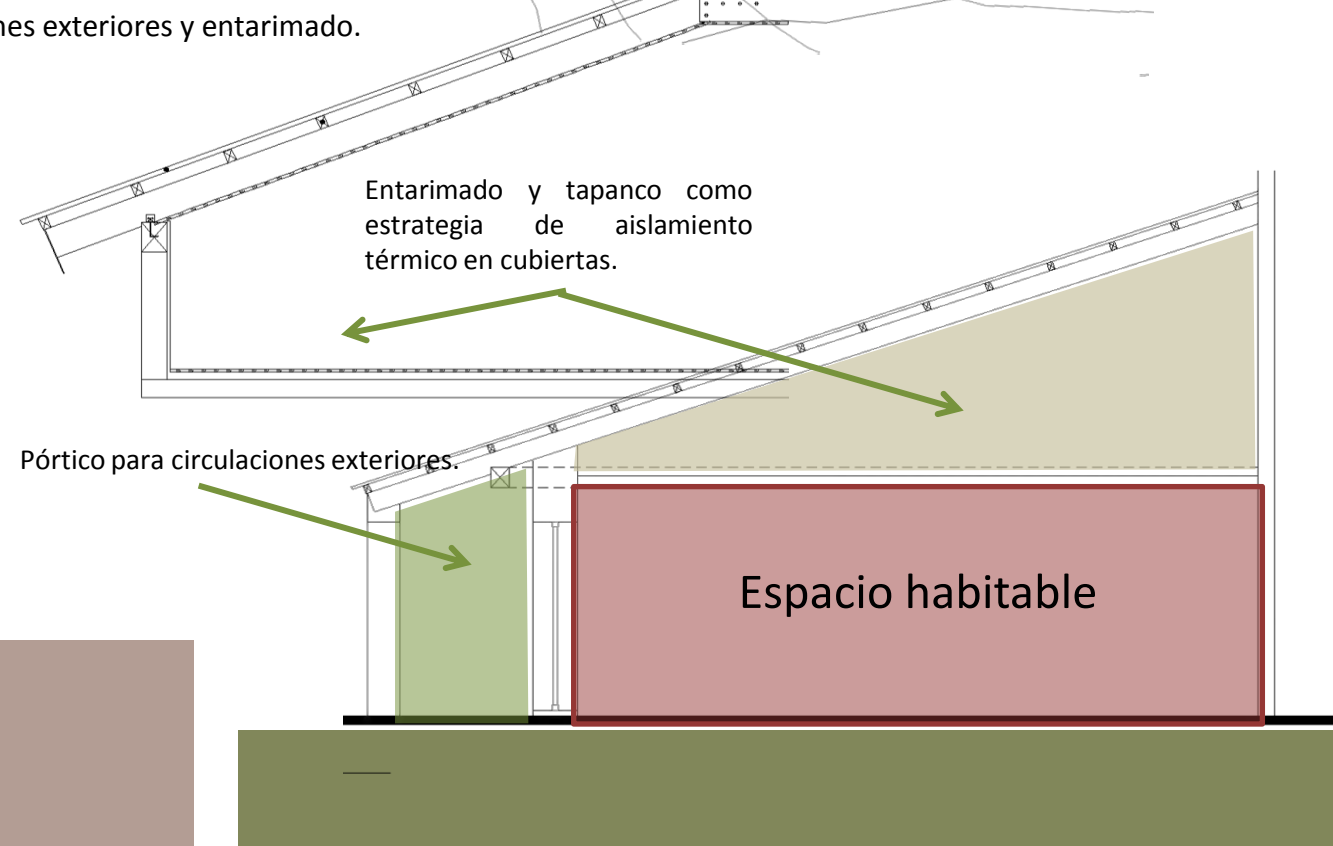 nes exteriores y entarimado.
Entarimado y tapanco como
estrategia de aislamiento
térmico en cubiertas.
Pórtico para circulaciones exteriores.
Espacio habitable